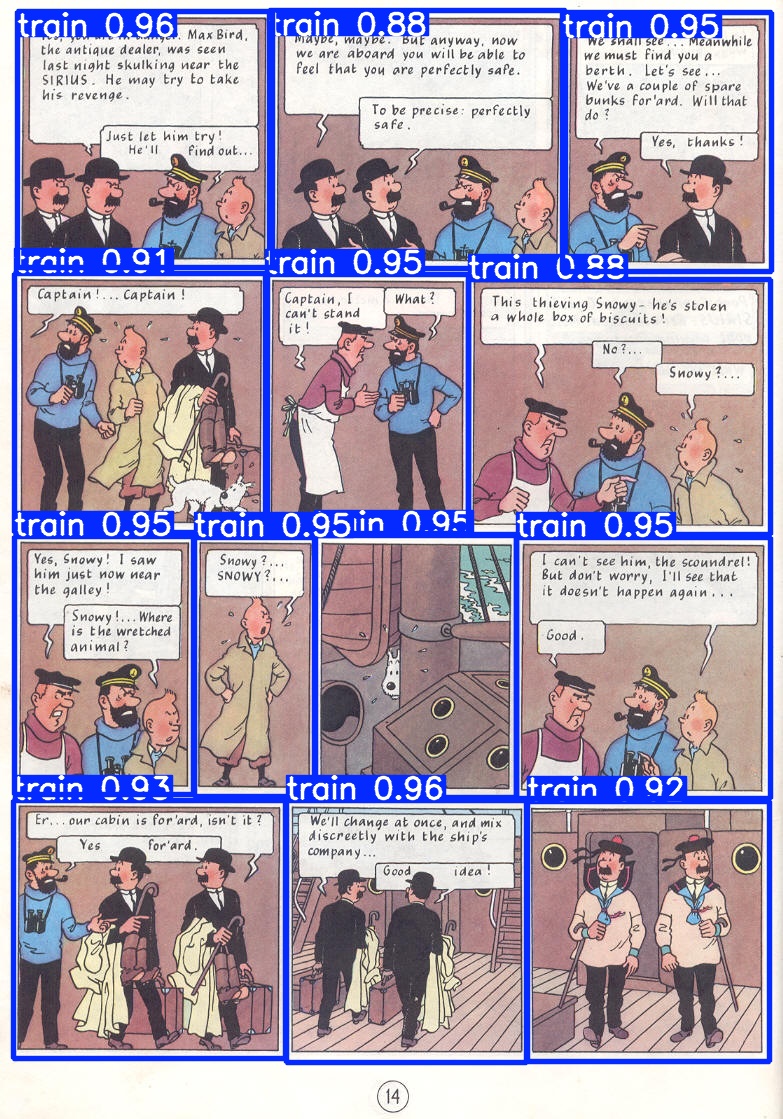 train 0.96
Yes, you are in danger. Max Bird,
the antique dealer, was seen
last night skulking near the
SIRIUS. He may try to take
his revenge.
Just let him try!
He'll find out...
train 0.88
Maybe, maybe. But anyway, now
we are aboard you will be able to
feel that you are perfectly safe.
To be precise: perfectly
safe.
train 0.95
We shall see... Meanwhile
we must find you a
berth. Let's see...
We've a couple of spare
bunks for'ard. Will that
do?
Yes, thanks!
train 0.91
Captain!... Captain!
train 0.95
Captain, I
can't stand
it!
What?
train 0.88
This thieving Snowy - he's stolen
a whole box of biscuits!
No?...
Snowy?...
train 0.95
Yes, Snowy! I saw
him just now near
the galley!
Snowy!...Where
is the wretched
animal?
train 0.95
Snowy?...
SNOWY?...
in 0.95
train 0.95
I can't see him, the scoundrel!
But don't worry, I'll see that
it doesn't happen again...
Good.
train 0.93
Er... our cabin is for'ard, isn't it?
Yes for'ard.
train 0.96
We'll change at once, and mix
discreetly with the ship's
company...
Good idea!
train 0.92
14